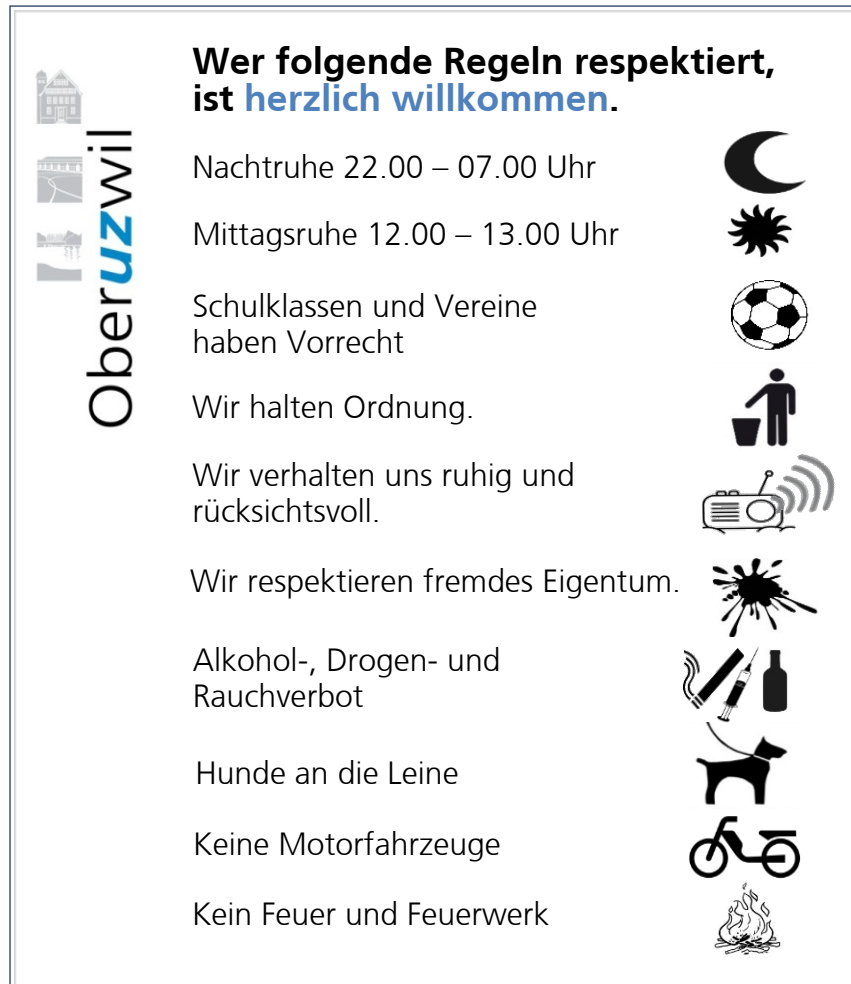 Wer folgende Regeln respektiert,
ist herzlich willkommen.
Oberuzwil
Nachtruhe 22.00 – 07.00 Uhr
Mittagsruhe 12.00 – 13.00 Uhr
Schulklassen und Vereine
haben Vorrecht
Wir halten Ordnung.
Wir verhalten uns ruhig und
rücksichtsvoll.
Wir respektieren fremdes Eigentum.
Alkohol-, Drogen- und
Rauchverbot
Hunde an die Leine
Keine Motorfahrzeuge
Kein Feuer und Feuerwerk